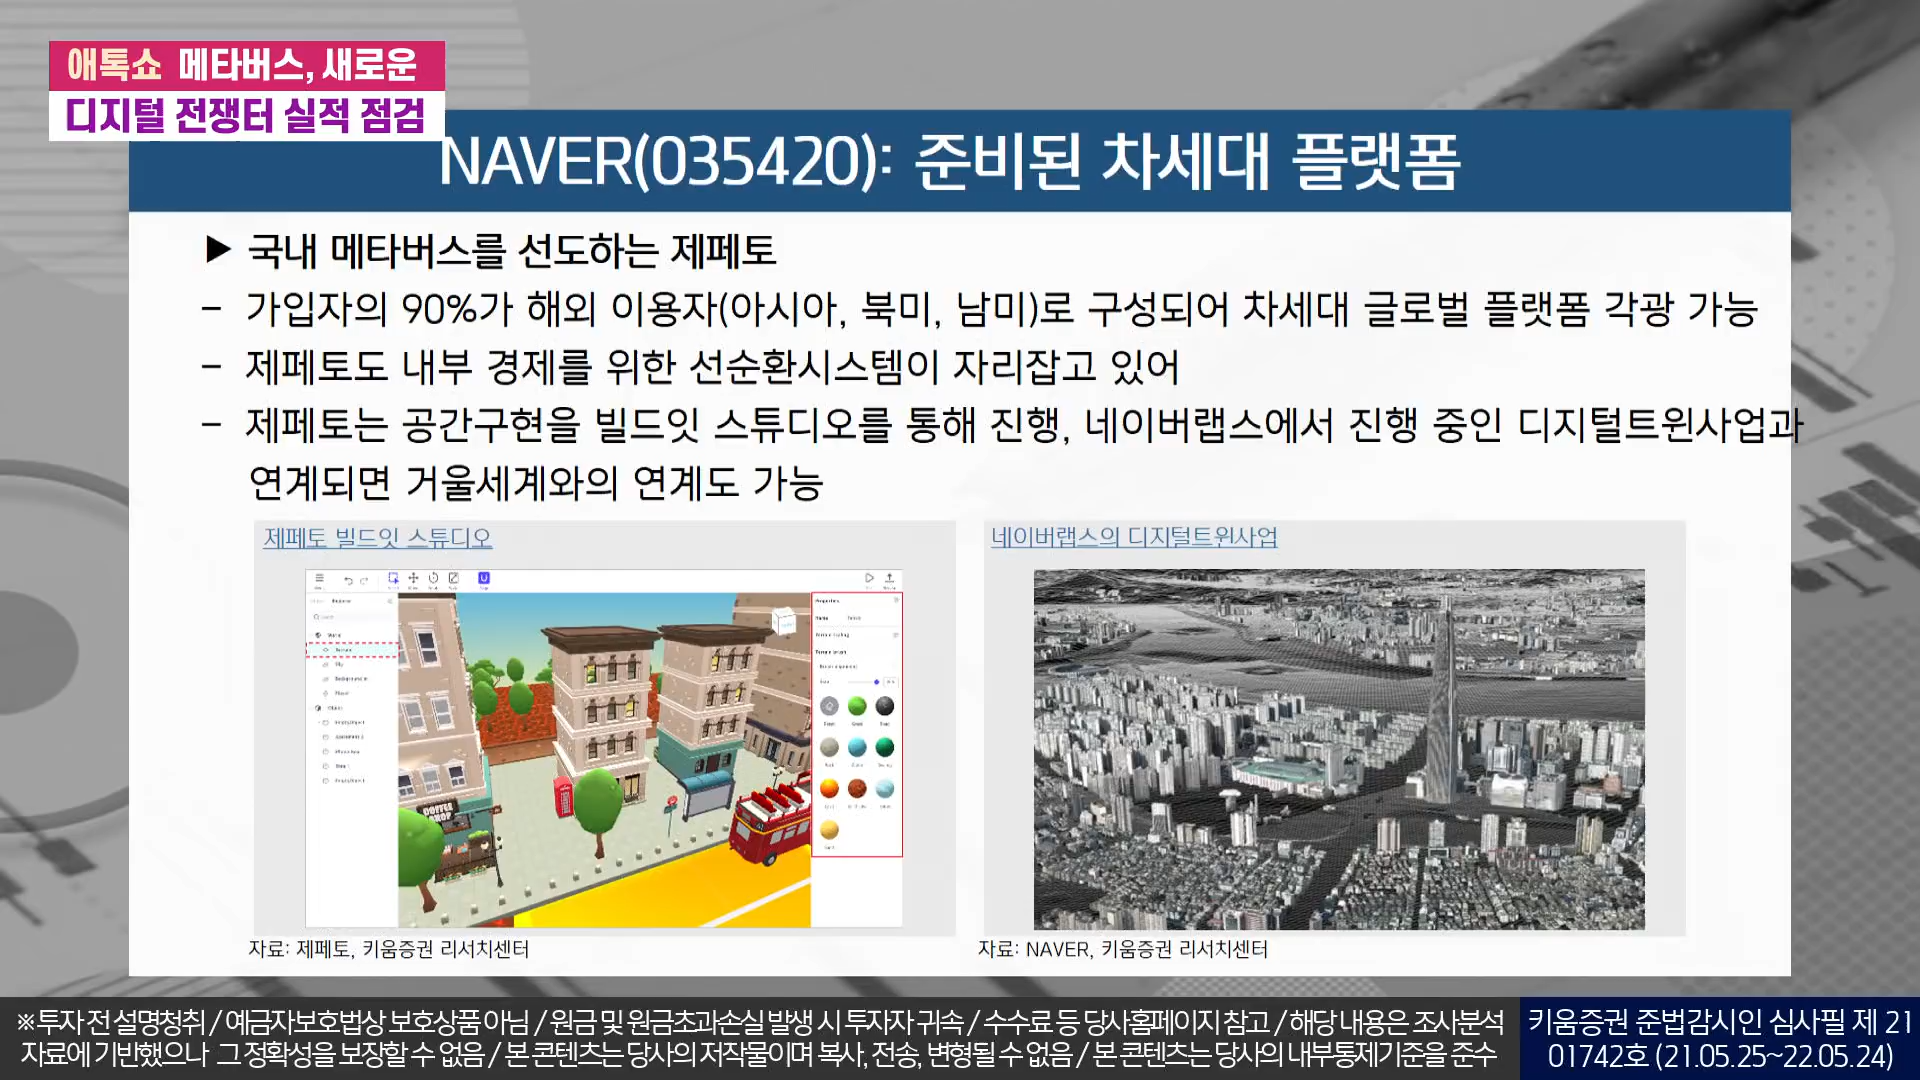 애톡쇼 메타버스, 새로운
디지털 전쟁터 실적 점검
NAVER(035420): 준비된 차세대 플랫폼
▶ 국내 메타버스를 선도하는 제페토
- 가입자의 90%가 해외 이용자(아시아, 북미, 남미)로 구성되어 차세대 글로벌 플랫폼 각광 가능
- 제페토도 내부 경제를 위한 선순환시스템이 자리잡고 있어
- 제페토는 공간구현을 빌드잇 스튜디오를 통해 진행, 네이버랩스에서 진행 중인 디지털트윈사업과
연계되면 거울세계와의 연계도 가능
제페토 빌드잇 스튜디오
네이버랩스의 디지털트윈사업
COFFEE
SHOP
자료: 제페토, 키움증권 리서치센터
자료: NAVER, 키움증권 리서치센터
※투자 전 설명청취 / 예금자보호법상 보호상품 아님 / 원금 및 원금초과손실 발생 시 투자자 귀속 / 수수료 등 당사홈페이지 참고 / 해당 내용은 조사분석
자료에 기반했으나 그 정확성을 보장할 수 없음 / 본 콘텐츠는 당사의 저작물이며 복사, 전송, 변형될 수 없음 / 본 콘텐츠는 당사의 내부통제기준을 준수
키움증권 준법감시인 심사필 제 21
01742호 (21.05.25~22.05.24)